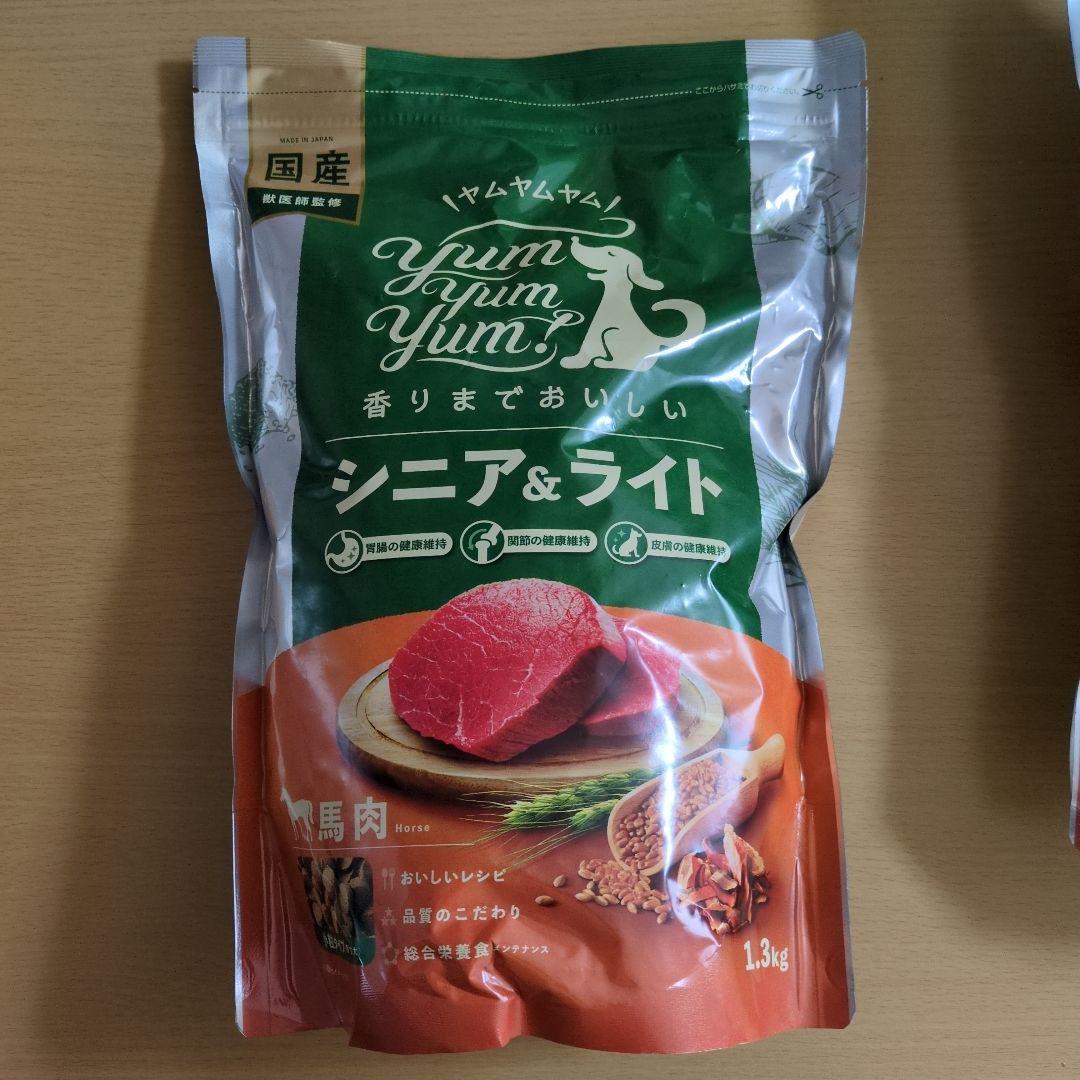 ここからハサミでお切りください。
MADE IN JAPAN
国産
獣医師監修
ヤムヤムヤム
yum
yum
yum!
香りまでおいしい
シニア&ライト
胃腸の健康維持
関節の健康維持
皮膚の健康維持
馬肉 Horse
おいしいレシピ
品質のこだわり
総合栄養食メンテナンス
1.3kg